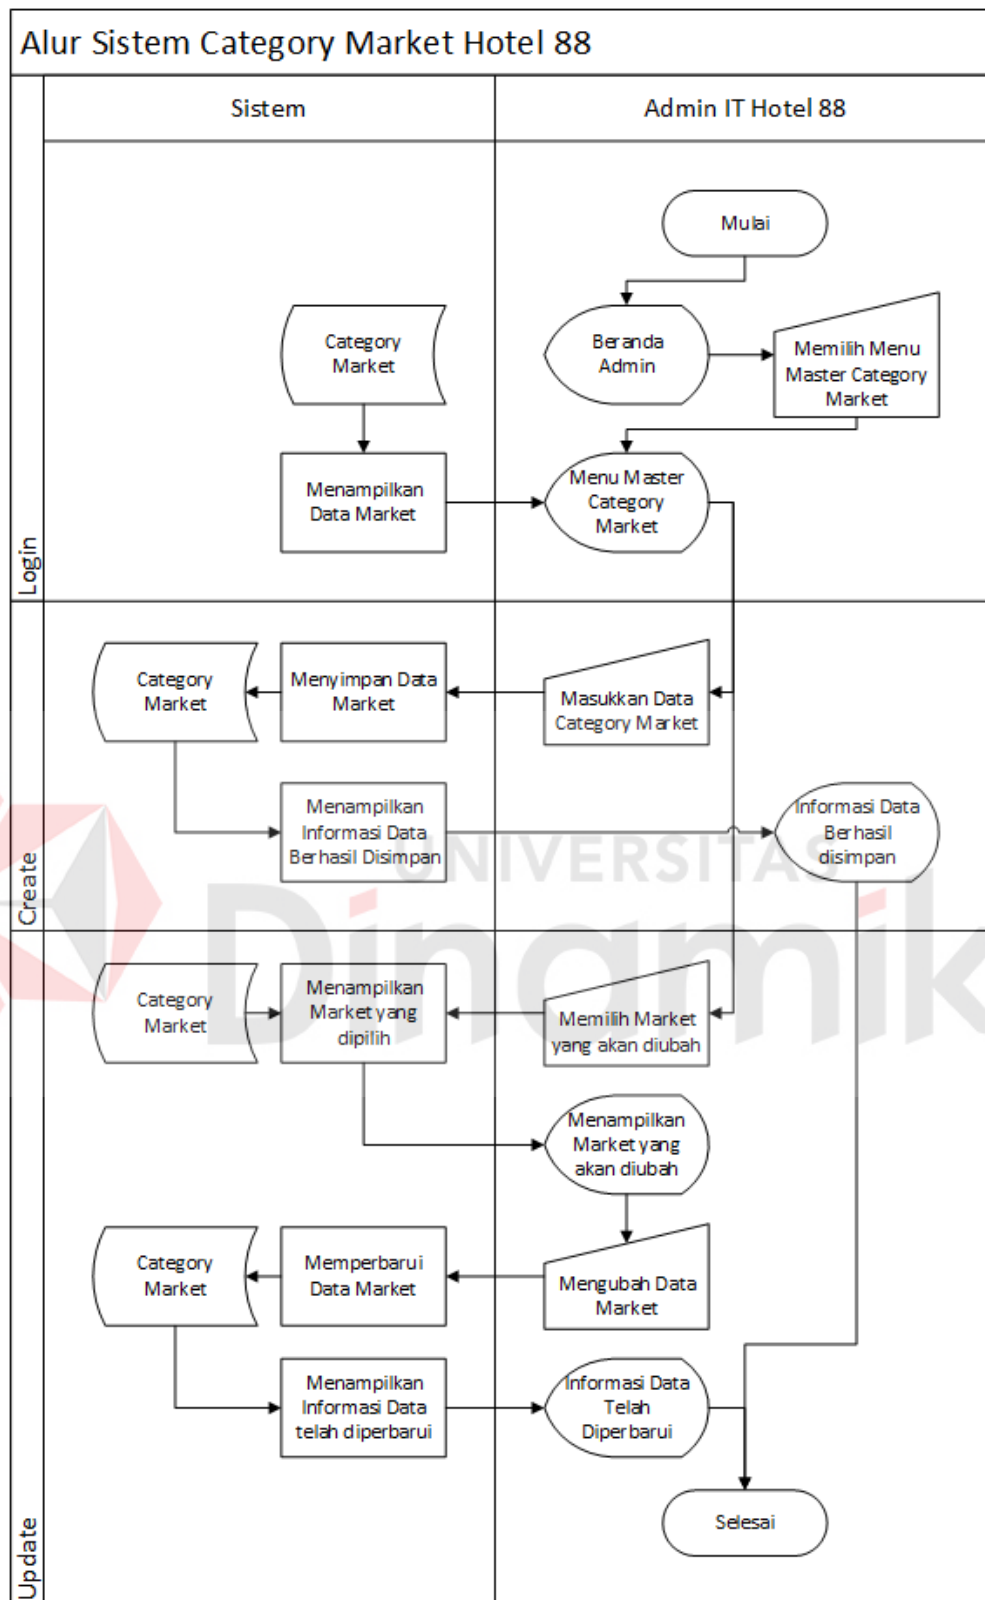 Alur Sistem Category Market Hotel 88
Sistem
Admin IT Hotel 88
Login
Mulai
Category
Market
Beranda
Admin
Memilih Menu
Master Category
Market
Menampilkan
Data Market
Menu Master
Category
Market
Create
Category
Market
Menyimpan Data
Market
Masukkan Data
Category Market
Menampilkan
Informasi Data
Berhasil Disimpan
Informasi Data
Berhasil
disimpan
UNIVERSITAS
Dinamik
Update
Category
Market
Menampilkan
Market yang
dipilih
Memilih Market
yang akan diubah
Menampilkan
Market yang
akan diubah
Category
Market
Memperbarui
Data Market
Mengubah Data
Market
Menampilkan
Informasi Data
telah diperbarui
Informasi Data
Telah
Diperbarui
Selesai